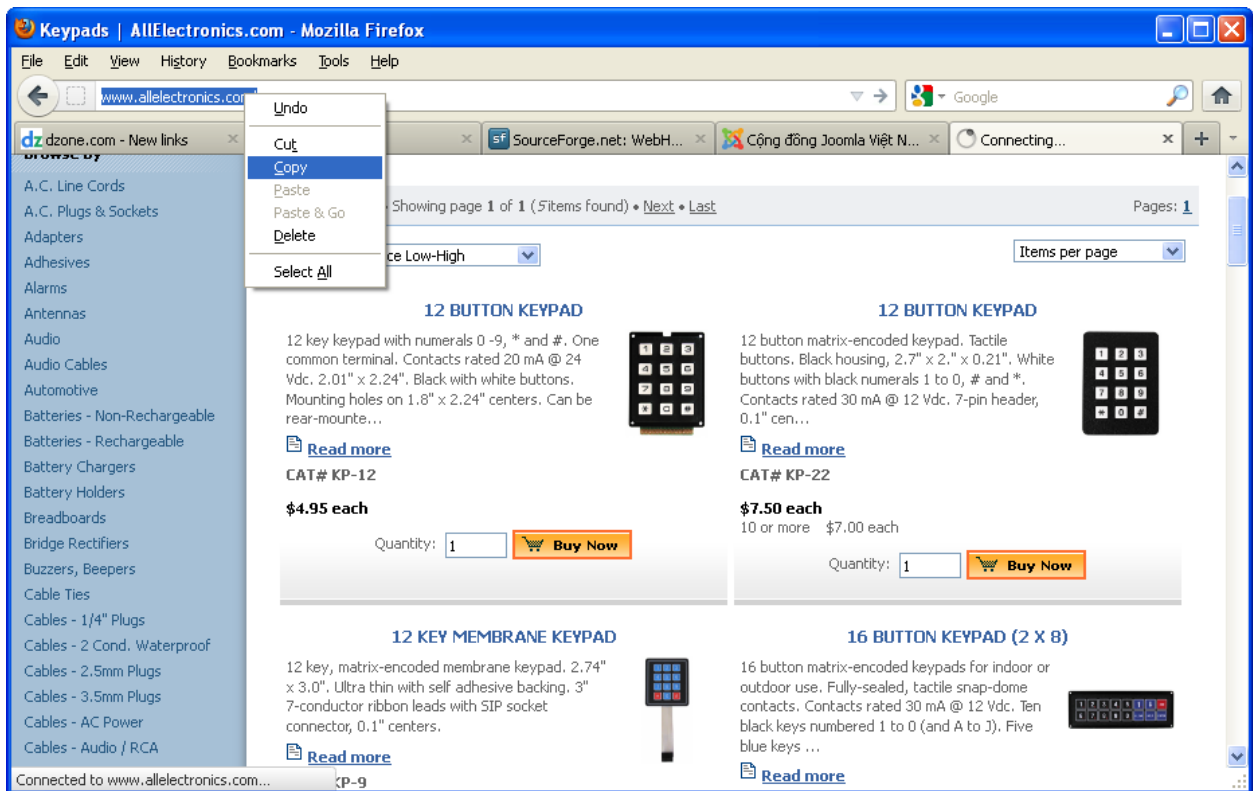 Keypads | AllElectronics.com - Mozilla Firefox
File Edit View History Bookmarks Tools Help
www.allelectronics.com
Google
dz dzone.com - New links
sf SourceForge.net: WebH...
Cộng đồng Joomla Việt N...
Connecting...
Undo
Cut
Copy
Paste
Paste & Go
Delete
Select All
Browse By
A.C. Line Cords
A.C. Plugs & Sockets
Adapters
Adhesives
Alarms
Antennas
Audio
Audio Cables
Automotive
Batteries - Non-Rechargeable
Batteries - Rechargeable
Battery Chargers
Battery Holders
Breadboards
Bridge Rectifiers
Buzzers, Beepers
Cable Ties
Cables - 1/4" Plugs
Cables - 2 Cond. Waterproof
Cables - 2.5mm Plugs
Cables - 3.5mm Plugs
Cables - AC Power
Cables - Audio / RCA
Connected to www.allelectronics.com...
• Showing page 1 of 1 (5items found) • Next • Last
Pages: 1
ce Low-High
Items per page
12 BUTTON KEYPAD
12 key keypad with numerals 0 -9, * and #. One
common terminal. Contacts rated 20 mA @ 24
Vdc. 2.01" x 2.24". Black with white buttons.
Mounting holes on 1.8" x 2.24" centers. Can be
rear-mounte...
Read more
CAT# KP-12
$4.95 each
Quantity: 1
Buy Now
12 BUTTON KEYPAD
12 button matrix-encoded keypad. Tactile
buttons. Black housing, 2.7" x 2." x 0.21". White
buttons with black numerals 1 to 0, # and *.
Contacts rated 30 mA @ 12 Vdc. 7-pin header,
0.1" cen...
Read more
CAT# KP-22
$7.50 each
10 or more $7.00 each
Quantity: 1
Buy Now
12 KEY MEMBRANE KEYPAD
12 key, matrix-encoded membrane keypad. 2.74"
x 3.0". Ultra thin with self adhesive backing. 3"
7-conductor ribbon leads with SIP socket
connector, 0.1" centers.
Read more
KP-9
16 BUTTON KEYPAD (2 X 8)
16 button matrix-encoded keypads for indoor or
outdoor use. Fully-sealed, tactile snap-dome
contacts. Contacts rated 30 mA @ 12 Vdc. Ten
black keys numbered 1 to 0 (and A to J). Five
blue keys ...
Read more